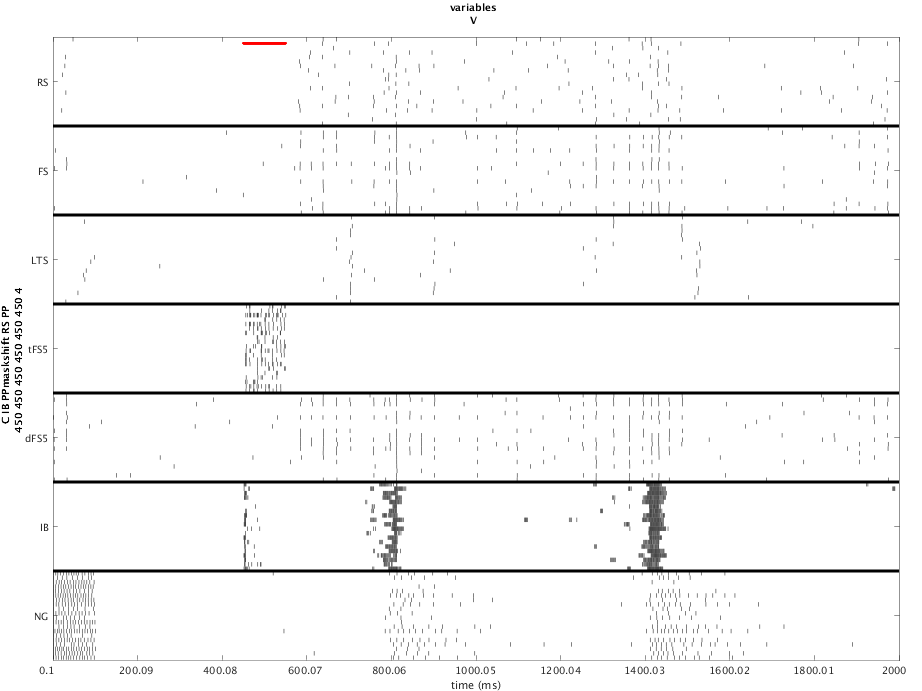 variables
V
RS
FS
LTS
tFS5
dFS5
IB
NG
C IB PPmaskshift RS PP
450 450 450 450 450 450 4
0.1 200.09 400.08 600.07 800.06 1000.05 1200.04 1400.03 1600.02 1800.01 2000
time (ms)